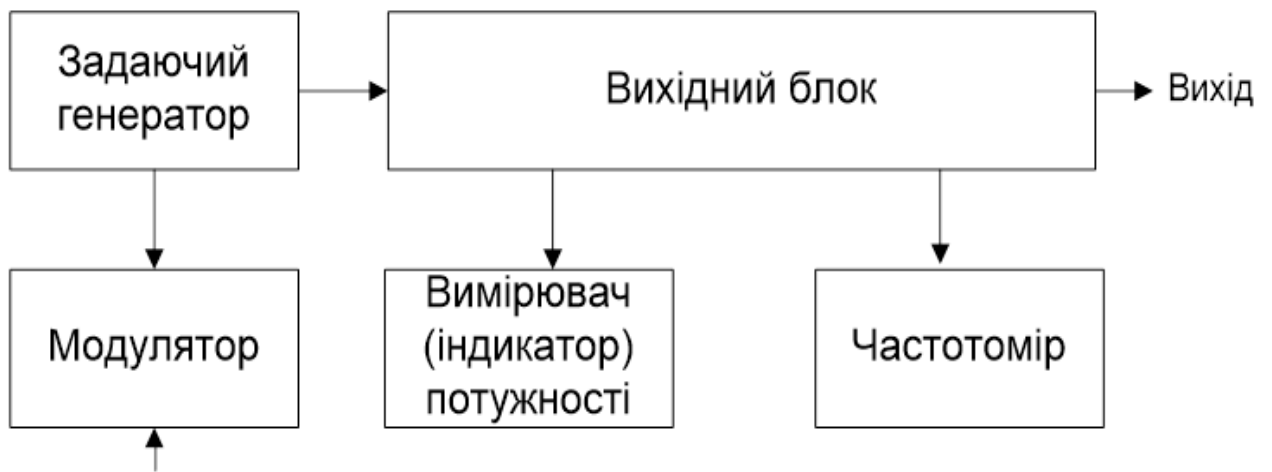 Задаючий
генератор
Вихідний блок
Вихід
Модулятор
Вимірювач
(індикатор)
потужності
Частотомір